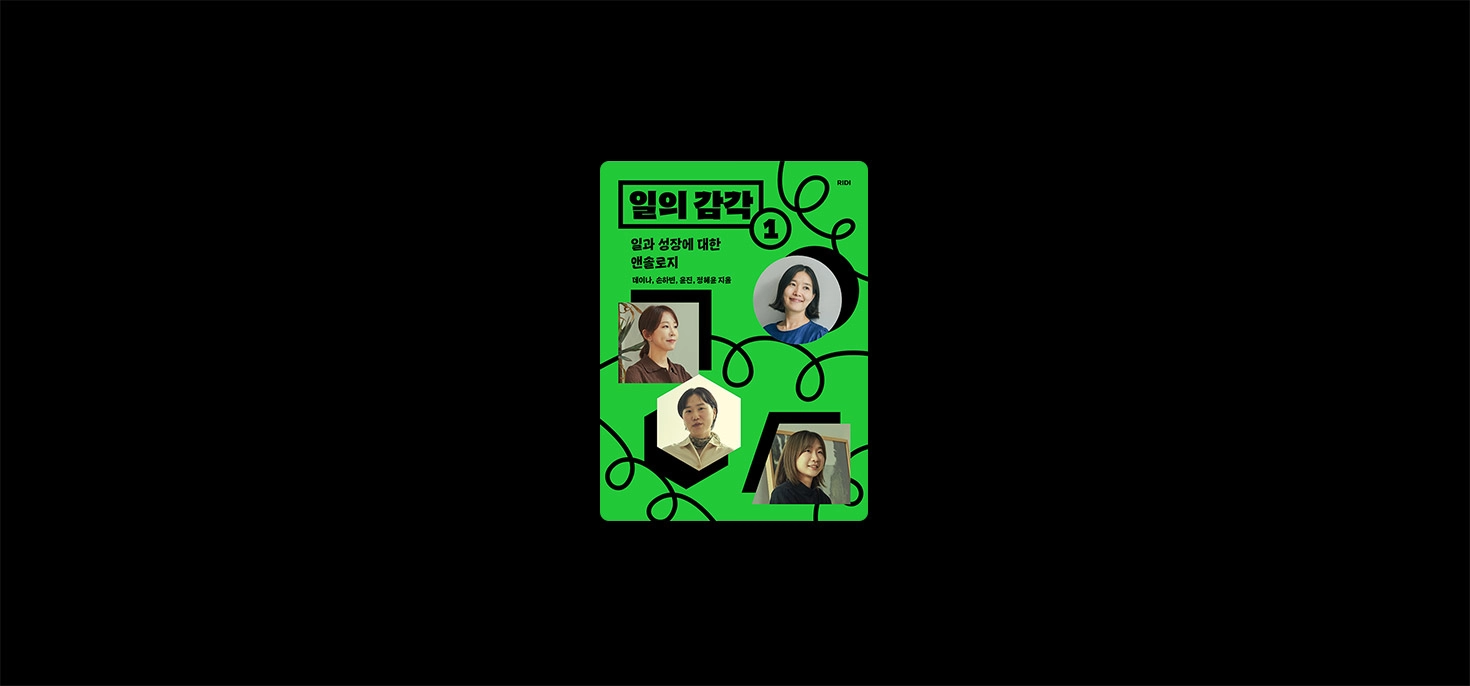 RIDI
일의 감각
1
일과 성장에 대한
앤솔로지
데이나, 손하빈, 윤진, 정혜윤 지음